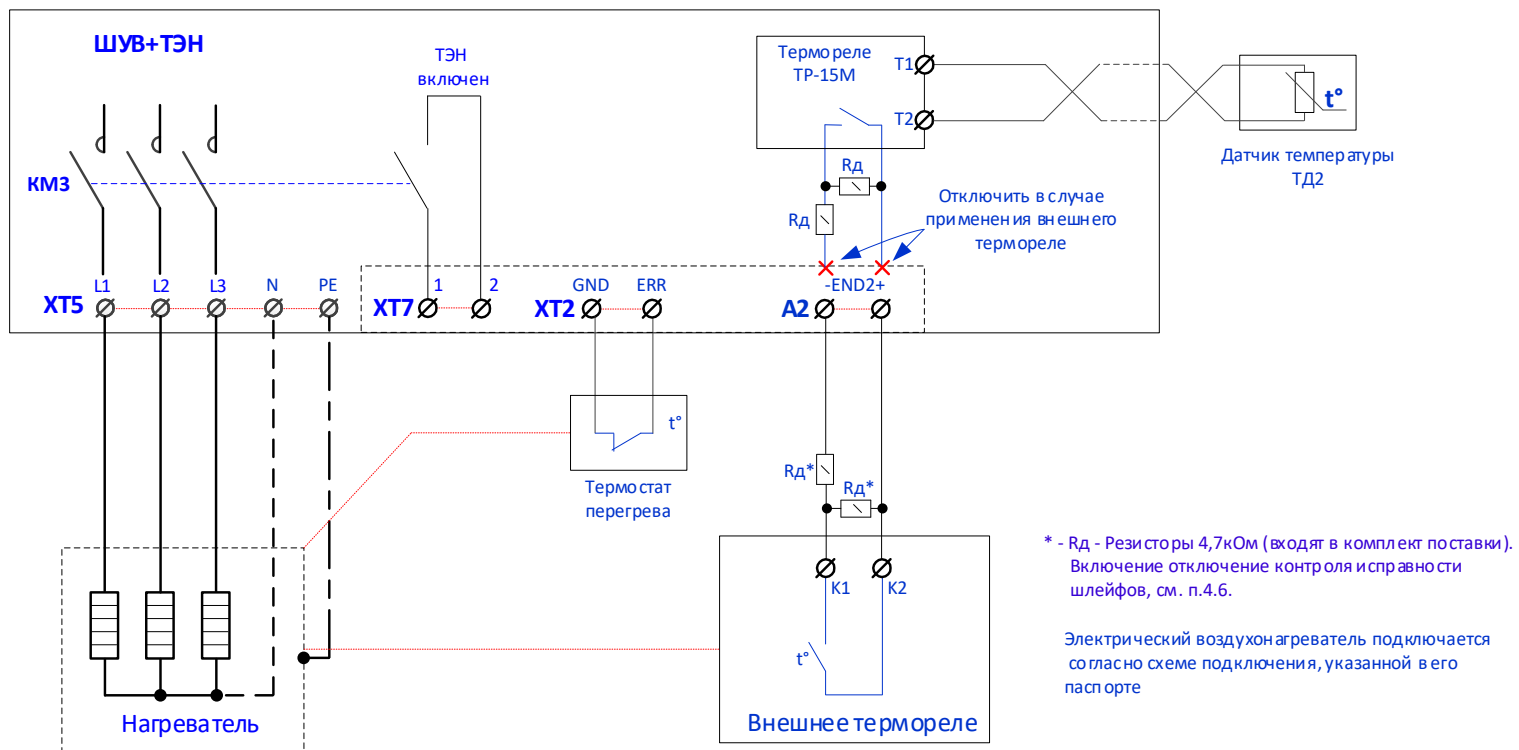 ШУВ+ТЭН
ТЭН
включен
Термореле
ТР-15М
T1
T2
t°
Датчик температуры
ТД2
КМ3
Rд
Rд
Отключить в случае
применения внешнего
термореле
L1
L2
L3
N
PE
XT5
1
2
XT7
GND
ERR
XT2
-END2+
A2
t°
Термостат
перегрева
Rд*
Rд*
K1
K2
t°
Внешнее термореле
Нагреватель
* - Rд - Резисторы 4,7кОм (входят в комплект поставки).
Включение отключение контроля исправности
шлейфов, см. п.4.6.
Электрический воздухонагреватель подключается
согласно схеме подключения, указанной в его
паспорте